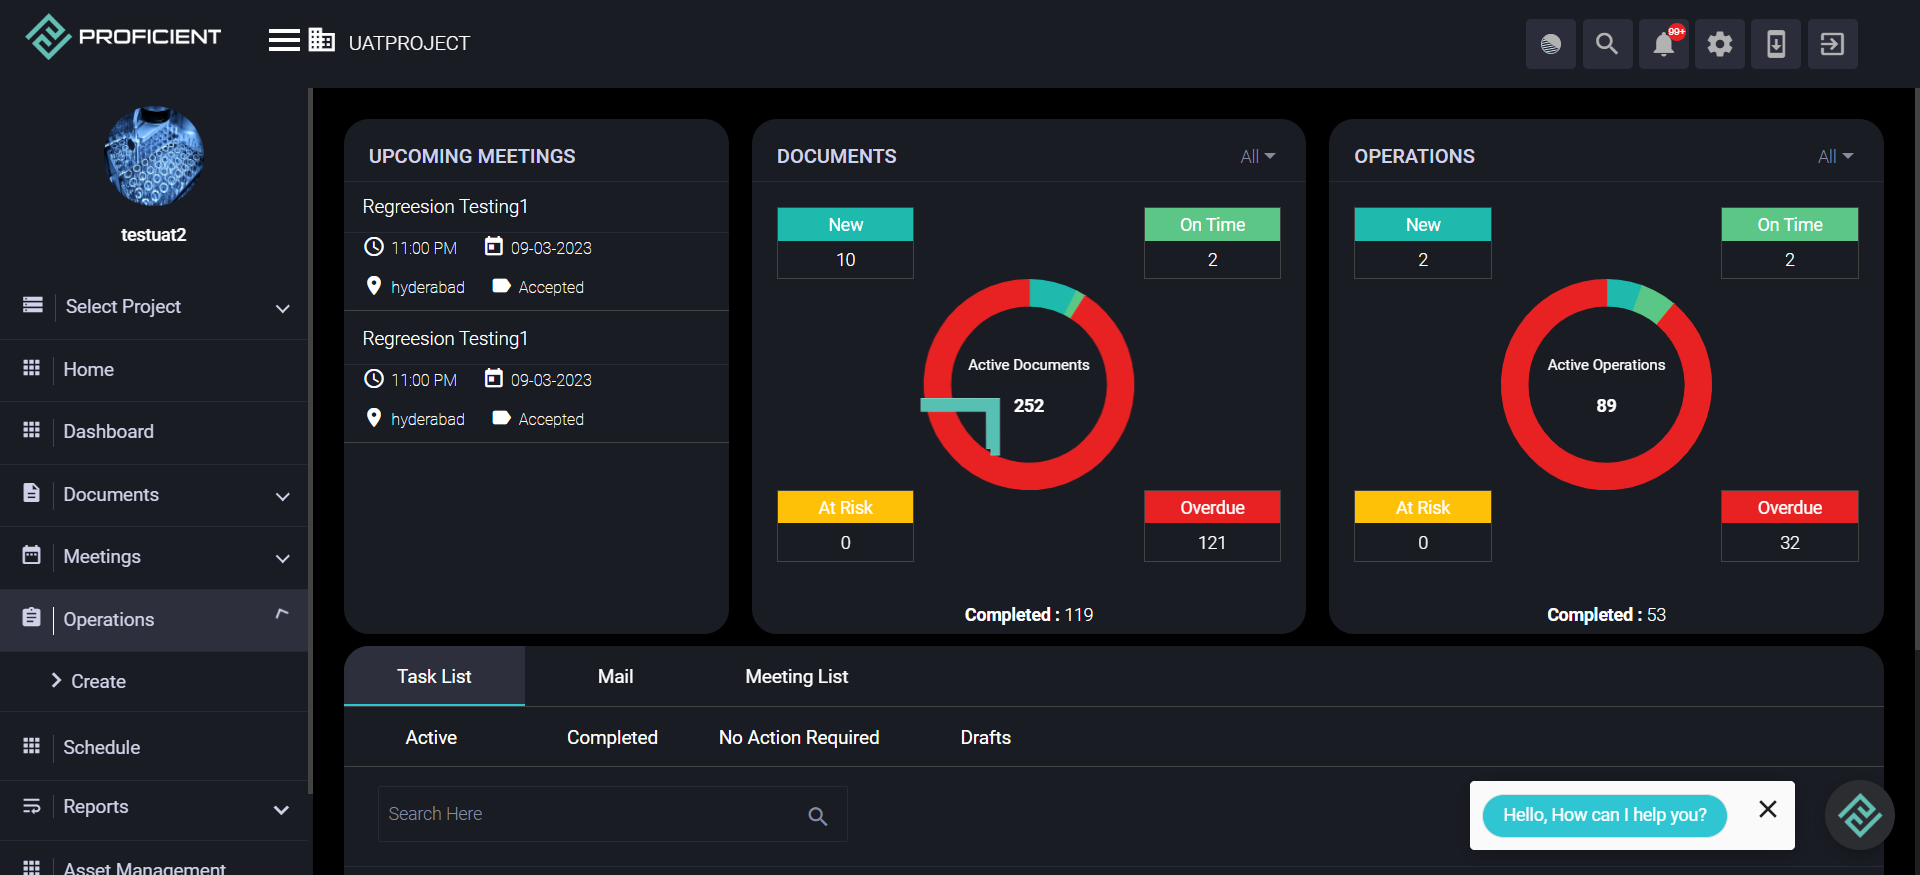 PROFICIENT
UATPROJECT
99+
testuat2
Select Project
Home
Dashboard
Documents
Meetings
Operations
Create
Schedule
Reports
Asset Management
UPCOMING MEETINGS
Regreesion Testing1
11:00 PM 09-03-2023
hyderabad Accepted
Regreesion Testing1
11:00 PM 09-03-2023
hyderabad Accepted
DOCUMENTS All
New On Time
10 2
Active Documents
252
At Risk Overdue
0 121
Completed : 119
OPERATIONS All
New On Time
2 2
Active Operations
89
At Risk Overdue
0 32
Completed : 53
Task List Mail Meeting List
Active Completed No Action Required Drafts
Search Here
Hello, How can I help you?